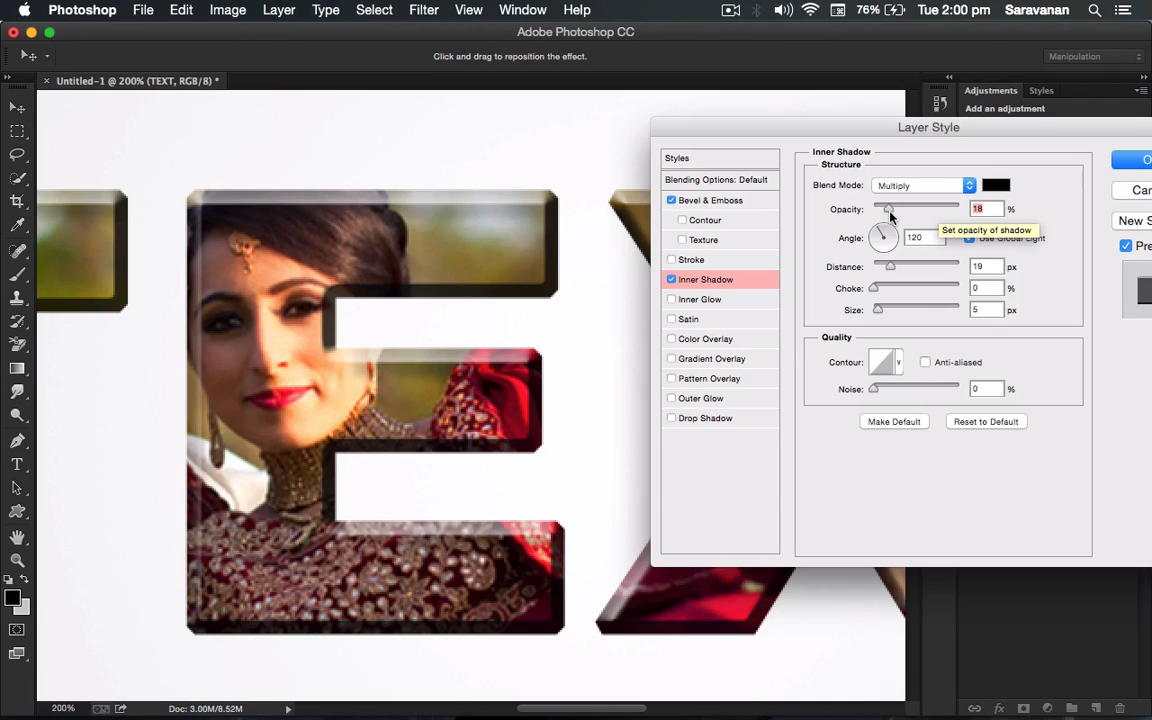 Photoshop File Edit Image Layer Type Select Filter View Window Help 76% Tue 2:00 pm Saravanan
Adobe Photoshop CC
Click and drag to reposition the effect.
Manipulation
Untitled-1 @ 200% (TEXT, RGB/8) *
Adjustments Styles
Add an adjustment
Layer Style
Styles
Blending Options: Default
Bevel & Emboss
Contour
Texture
Stroke
Inner Shadow
Inner Glow
Satin
Color Overlay
Gradient Overlay
Pattern Overlay
Outer Glow
Drop Shadow
Inner Shadow
Structure
Blend Mode: Multiply
Opacity: 18 %
Set opacity of shadow
Angle: 120 Use Global Light
Distance: 19 px
Choke: 0 %
Size: 5 px
Quality
Contour: Anti-aliased
Noise: 0 %
Make Default Reset to Default
O
Can
New S
Pre
TEX
200% Doc: 3.00M/8.52M
fx